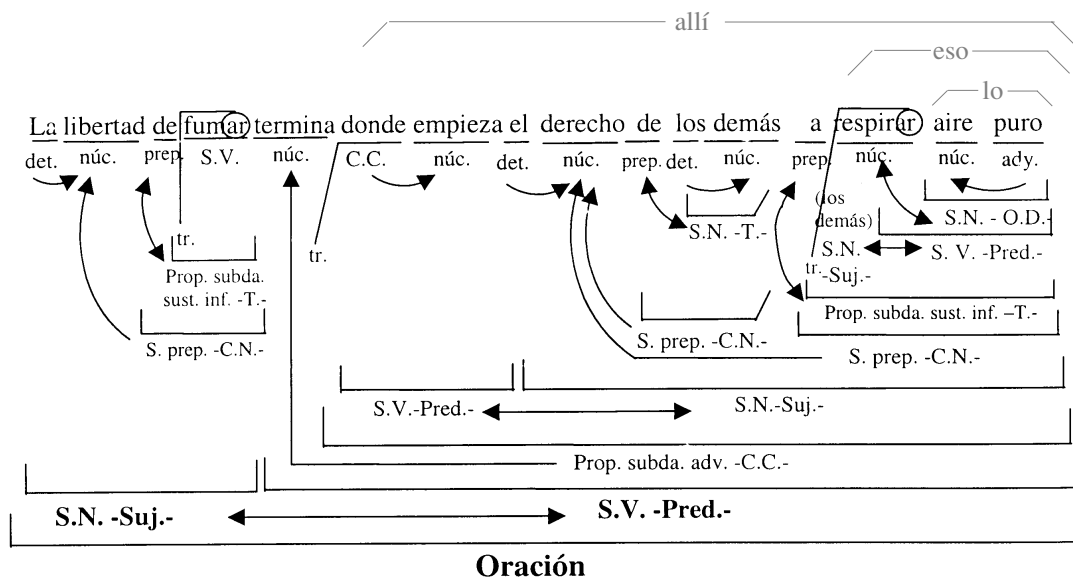 allí
eso
lo
La libertad de fumar termina donde empieza el derecho de los demás a respirar aire puro
det. núc. prep. S.V. núc. C.C. núc. det. núc. prep. det. núc. prep. núc. núc. ady.
(los demás)
S.N. -T.-
S.N. - O.D.-
tr.
tr.
S.N. -Suj.-
S. V. -Pred.-
tr.
Prop. subda. sust. inf. -T.-
Prop. subda. sust. inf. –T.-
S. prep. -C.N.-
S. prep. -C.N.-
S. prep. -C.N.-
S.V.-Pred.-
S.N.-Suj.-
Prop. subda. adv. -C.C.-
S.N. -Suj.-
S.V. -Pred.-
Oración